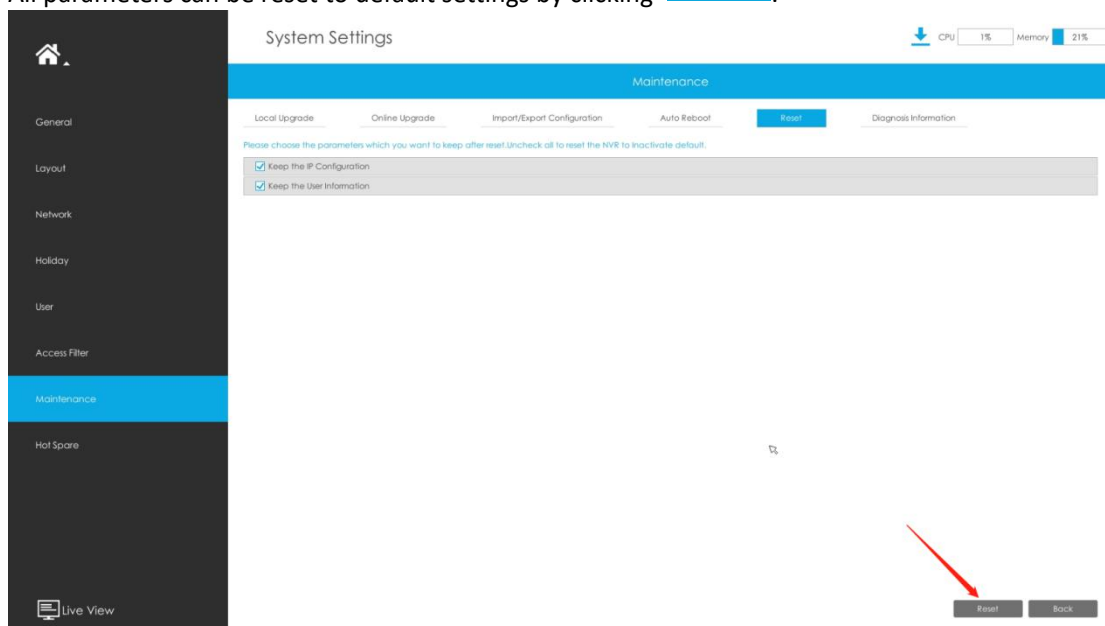 All parameters can be reset to default settings by clicking
System Settings
CPU 1% Memory 21%
Maintenance
General
Local Upgrade Online Upgrade Import/Export Configuration Auto Reboot Reset Diagnosis Information
Please choose the parameters which you want to keep after reset.Uncheck all to reset the NVR to inactivate default.
Layout
Keep the IP Configuration
Keep the User Information
Network
Holiday
User
Access Filter
Maintenance
Hot Spare
Live View
Reset Back